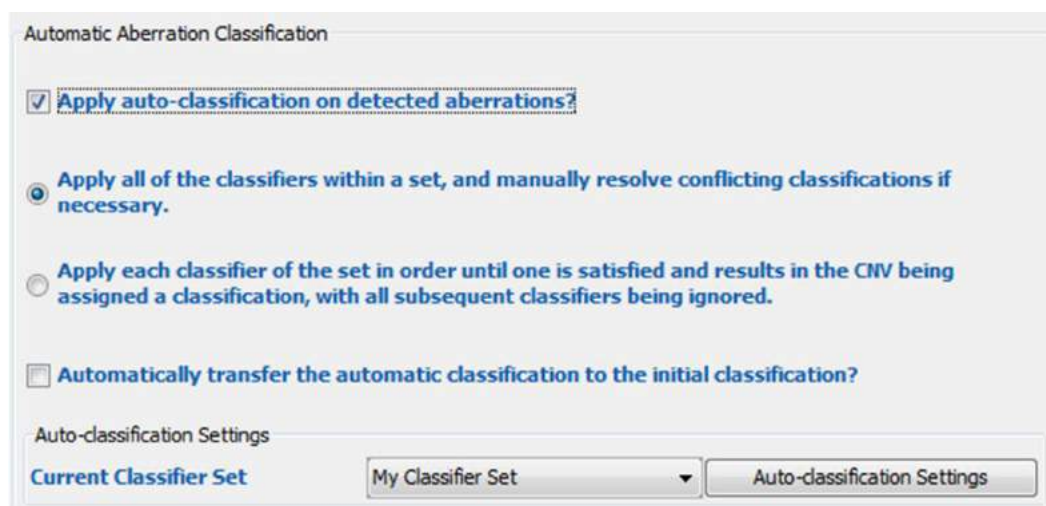 Automatic Aberration Classification
Apply auto-classification on detected aberrations?
Apply all of the classifiers within a set, and manually resolve conflicting classifications if
necessary.
Apply each classifier of the set in order until one is satisfied and results in the CNV being
assigned a classification, with all subsequent classifiers being ignored.
Automatically transfer the automatic classification to the initial classification?
Auto-classification Settings
Current Classifier Set My Classifier Set Auto-classification Settings